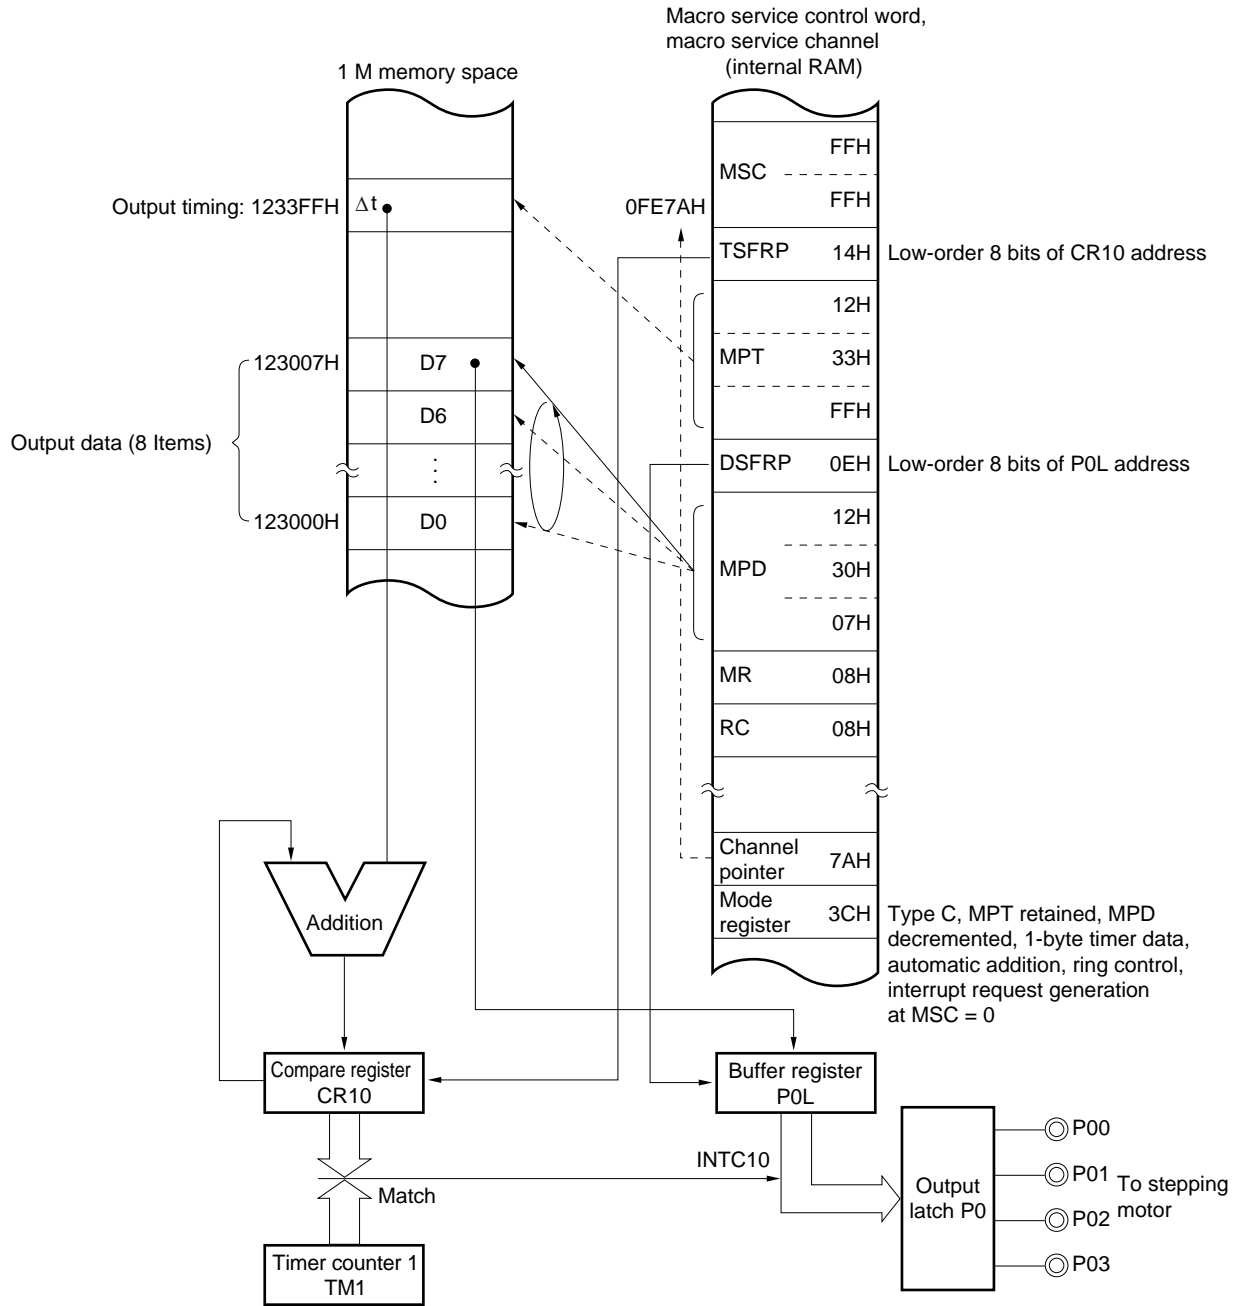 Macro service control word,
macro service channel
(internal RAM)
1 M memory space
FFH
MSC
FFH
Output timing: 1233FFH
Δt
0FE7AH
TSFRP 14H
Low-order 8 bits of CR10 address
12H
MPT 33H
FFH
123007H
D7
D6
Output data (8 Items)
⋮
DSFRP 0EH
Low-order 8 bits of P0L address
123000H
D0
12H
MPD 30H
07H
MR 08H
RC 08H
Channel
pointer 7AH
Mode
register 3CH
Type C, MPT retained, MPD
decremented, 1-byte timer data,
automatic addition, ring control,
interrupt request generation
at MSC = 0
Addition
Compare register
CR10
Buffer register
P0L
INTC10
Match
Output
latch P0
P00
P01
P02
P03
To stepping
motor
Timer counter 1
TM1